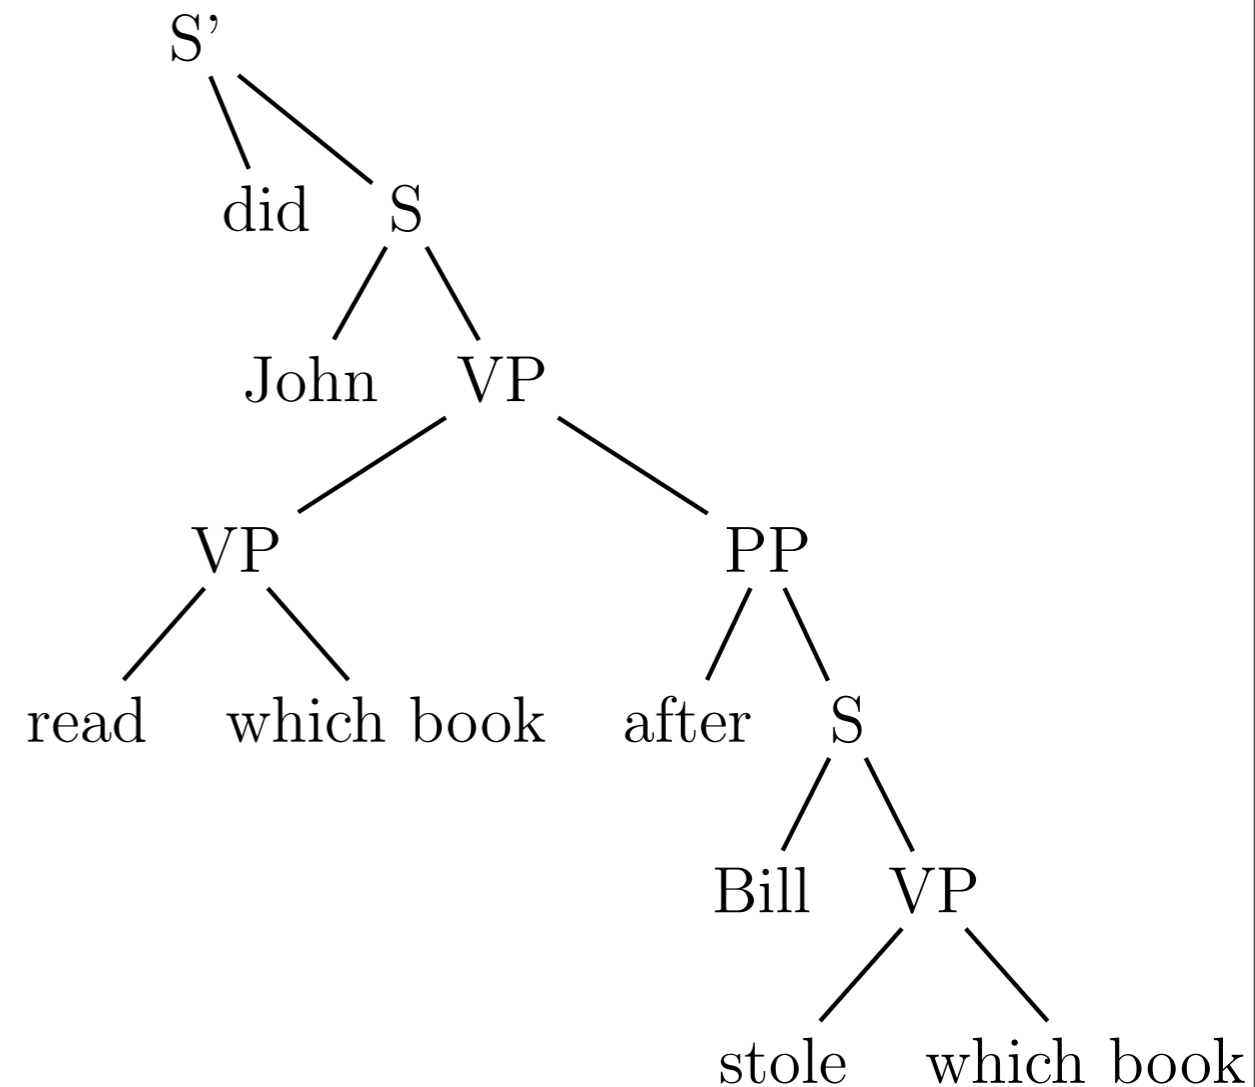 S’
did S
John VP
VP PP
read which book after S
Bill VP
stole which book